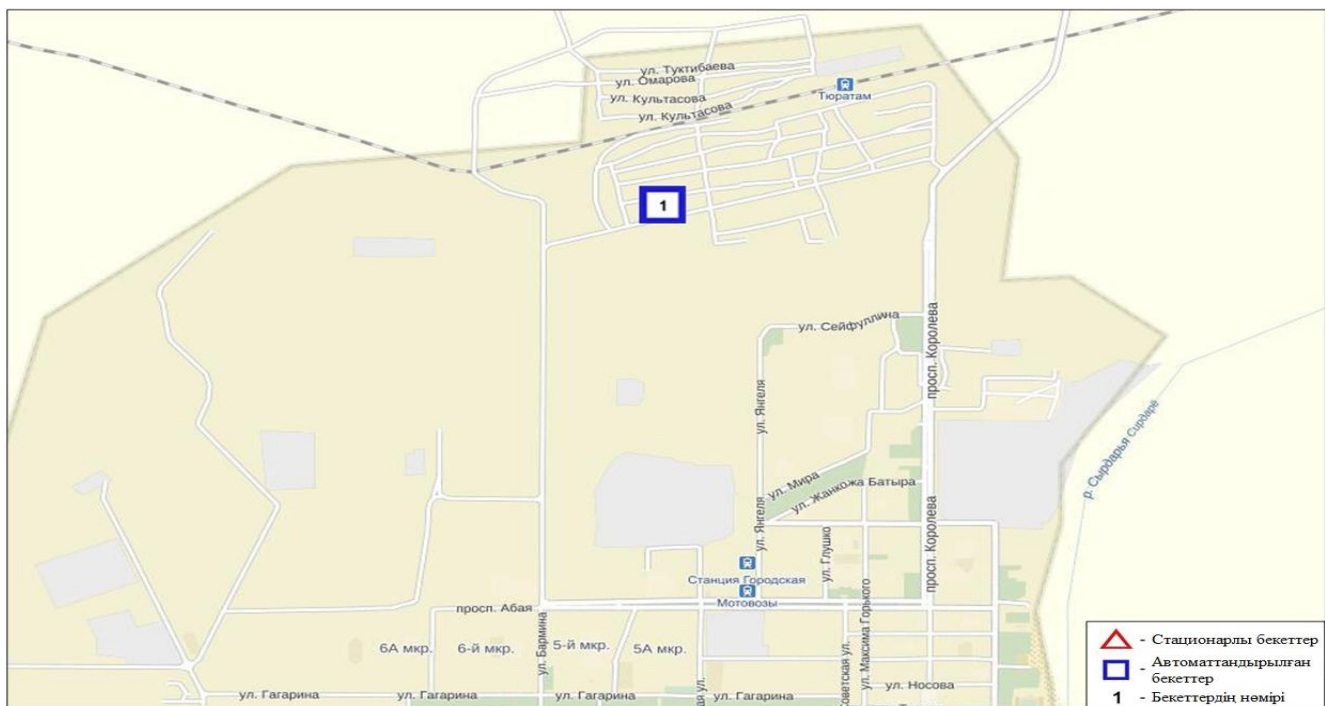 ул. Туктибаева
ул. Омарова
ул. Культасова
ул. Культасова
Тюратам
1
ул. Сейфуллина
просп. Королева
ул. Янгеля
р. Сырдарья Сирдарё
ул. Мира
ул. Жанкожа Батыра
ул. Янгеля
ул. Глушко
просп. Королева
Станция Городская
Мотовозы
просп. Абая
ул. Бармина
ул. Максима Горького
6А мкр.
6-й мкр.
5-й мкр.
5А мкр.
ул. Носова
ул. Гагарина
ул. Гагарина
ул. Гагарина
ул. Гагарина
- Стационарлы бекеттер
- Автоматтандырылған
бекеттер
1 - Бекеттердің нөмірі